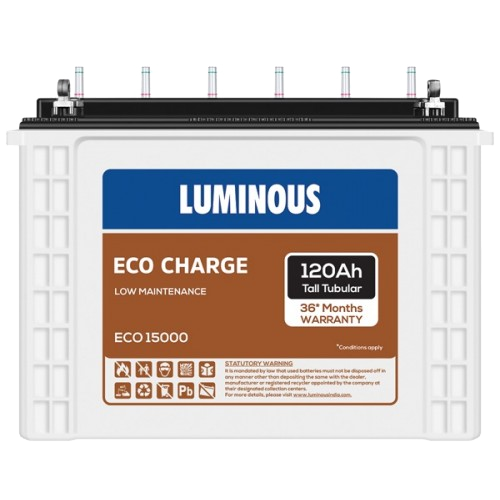 LUMINOUS
ECO CHARGE
LOW MAINTENANCE
ECO 15000
120Ah
Tall Tubular
36* Months
WARRANTY
*Conditions apply
Pb
STATUTORY WARNING
It is mandated by law that used batteries must not be disposed off in
any manner other than depositing the same with the dealer,
manufacturer or registered recycler appointed by the company at
their designated collection centers.
For more details, please visit www.luminousindia.com